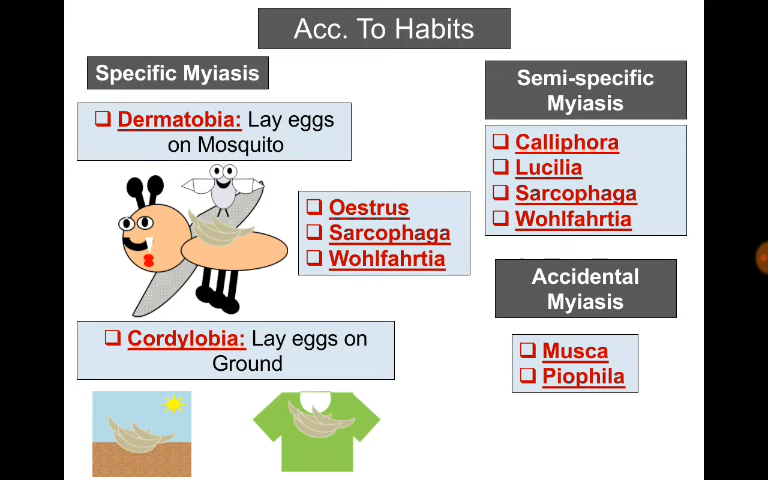 Acc. To Habits
Specific Myiasis
❑ Dermatobia: Lay eggs
on Mosquito
❑ Oestrus
❑ Sarcophaga
❑ Wohlfahrtia
❑ Cordylobia: Lay eggs on
Ground
Semi-specific
Myiasis
❑ Calliphora
❑ Lucilia
❑ Sarcophaga
❑ Wohlfahrtia
Accidental
Myiasis
❑ Musca
❑ Piophila